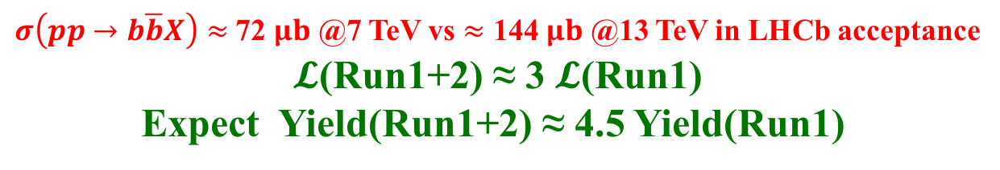 σ(pp → bb̅X) ≈ 72 μb @7 TeV vs ≈ 144 μb @13 TeV in LHCb acceptance
ℒ(Run1+2) ≈ 3 ℒ(Run1)
Expect Yield(Run1+2) ≈ 4.5 Yield(Run1)